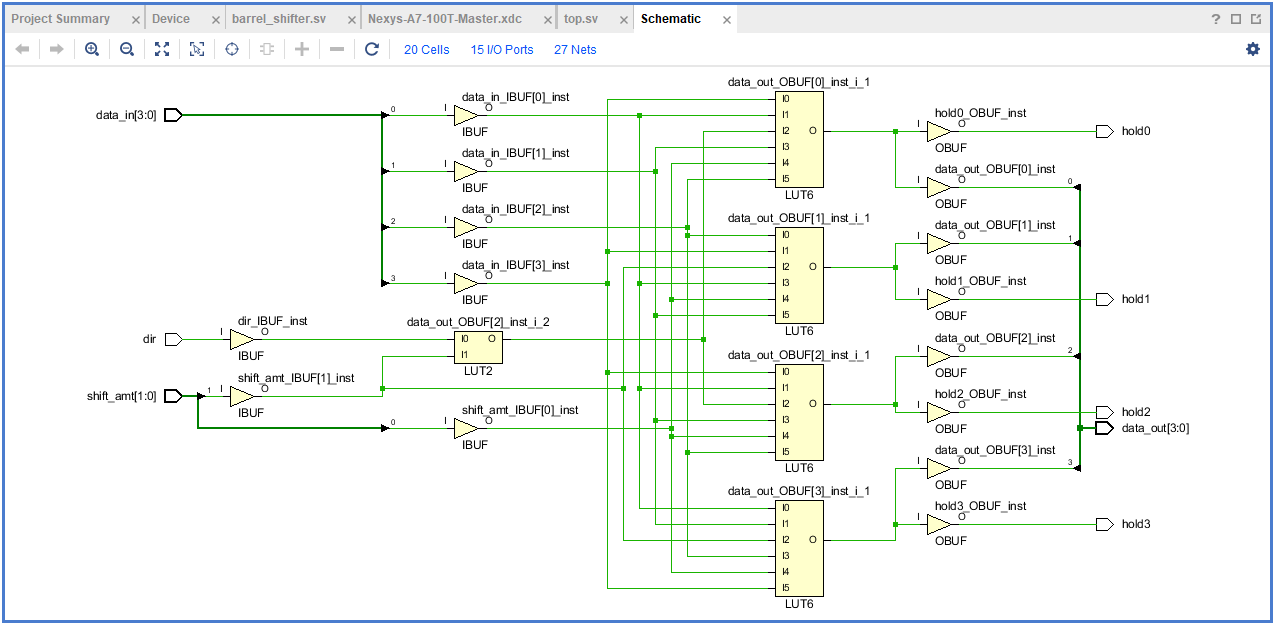 Project Summary × Device × barrel_shifter.sv × Nexys-A7-100T-Master.xdc × top.sv × Schematic × ?
20 Cells 15 I/O Ports 27 Nets
data_in[3:0]
0
1
2
3
data_in_IBUF[0]_inst
I O
IBUF
data_in_IBUF[1]_inst
I O
IBUF
data_in_IBUF[2]_inst
I O
IBUF
data_in_IBUF[3]_inst
I O
IBUF
dir
dir_IBUF_inst
I O
IBUF
data_out_OBUF[2]_inst_i_2
I0 O
I1
LUT2
shift_amt[1:0]
1
shift_amt_IBUF[1]_inst
I O
IBUF
0
shift_amt_IBUF[0]_inst
I O
IBUF
data_out_OBUF[0]_inst_i_1
I0
I1
I2 O
I3
I4
I5
LUT6
data_out_OBUF[1]_inst_i_1
I0
I1
I2 O
I3
I4
I5
LUT6
data_out_OBUF[2]_inst_i_1
I0
I1
I2 O
I3
I4
I5
LUT6
data_out_OBUF[3]_inst_i_1
I0
I1
I2 O
I3
I4
I5
LUT6
hold0_OBUF_inst
I O
OBUF
hold0
data_out_OBUF[0]_inst
I O 0
OBUF
data_out_OBUF[1]_inst
I O 1
OBUF
hold1_OBUF_inst
I O
OBUF
hold1
data_out_OBUF[2]_inst
I O 2
OBUF
hold2_OBUF_inst
I O
OBUF
hold2
data_out[3:0]
data_out_OBUF[3]_inst
I O 3
OBUF
hold3_OBUF_inst
I O
OBUF
hold3